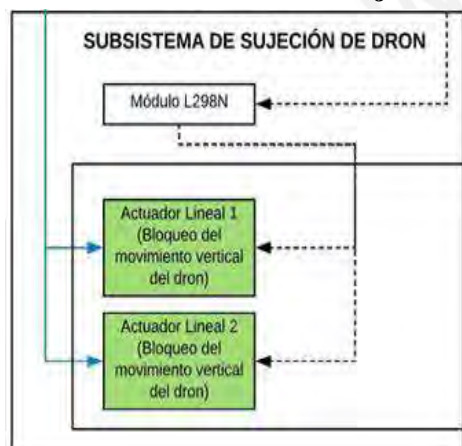 SUBSISTEMA DE SUJECIÓN DE DRON
Módulo L298N
Actuador Lineal 1
(Bloqueo del
movimiento vertical
del dron)
Actuador Lineal 2
(Bloqueo del
movimiento vertical
del dron)